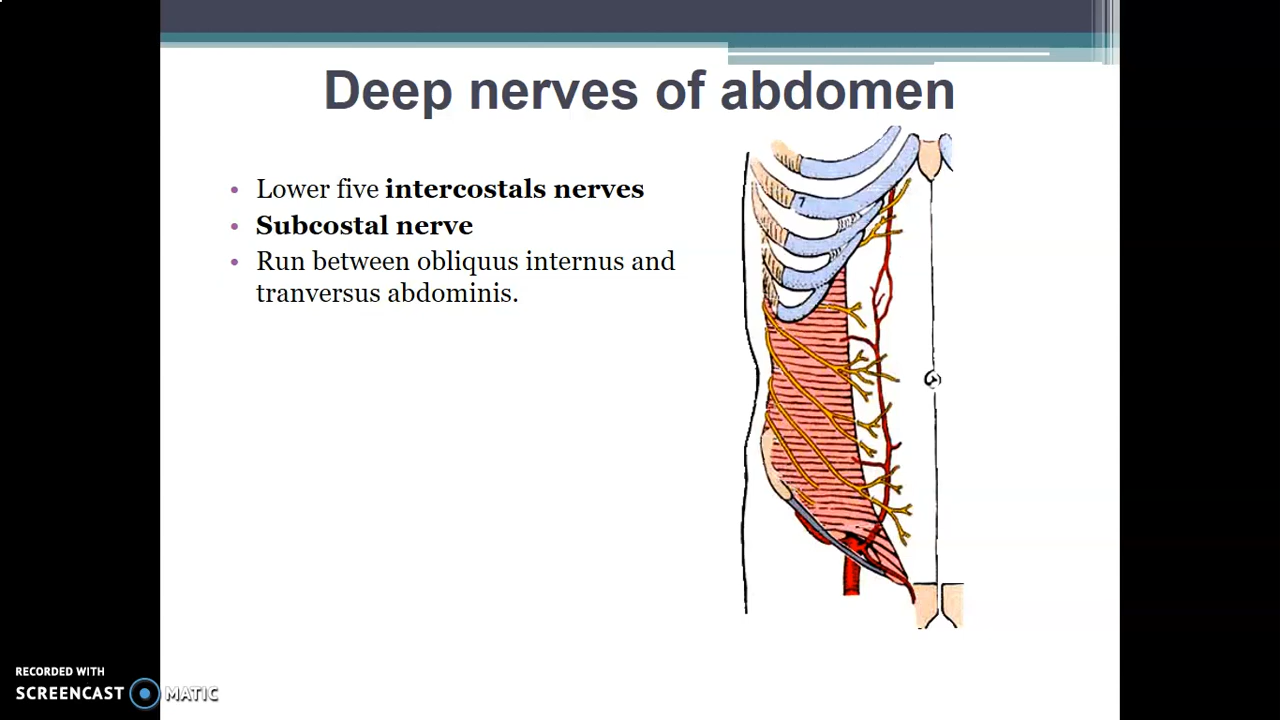 Deep nerves of abdomen
• Lower five intercostals nerves
• Subcostal nerve
• Run between obliquus internus and
tranversus abdominis.
7
RECORDED WITH
SCREENCAST MATIC